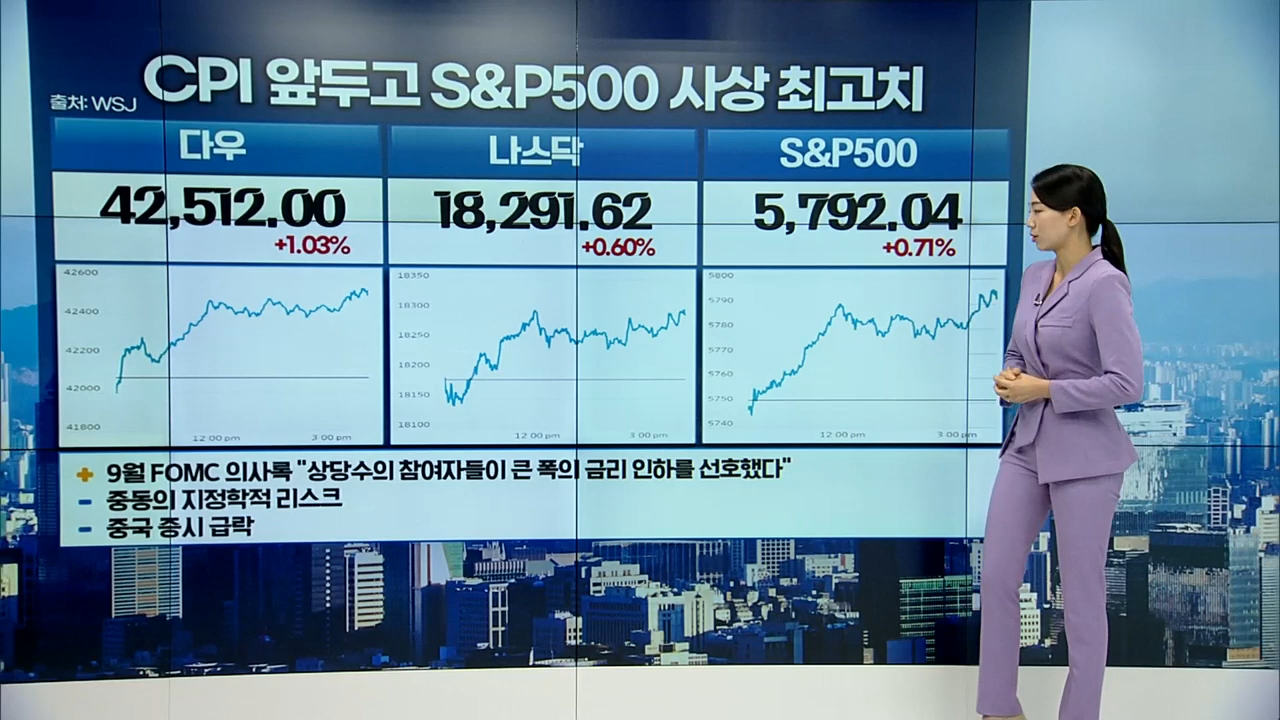 CPI 앞두고 S&P500 사상 최고치
출처: WSJ
다우
나스닥
S&P500
42,512.00
18,291.62
5,792.04
+1.03%
+0.60%
+0.71%
42600
42400
42200
42000
41800
12:00 pm
3:00 pm
18350
18300
18250
18200
18150
18100
12:00 pm
3:00 pm
5800
5790
5780
5770
5760
5750
5740
12:00 pm
3:00 pm
+ 9월 FOMC 의사록 "상당수의 참여자들이 큰 폭의 금리 인하를 선호했다"
- 중동의 지정학적 리스크
- 중국 증시 급락